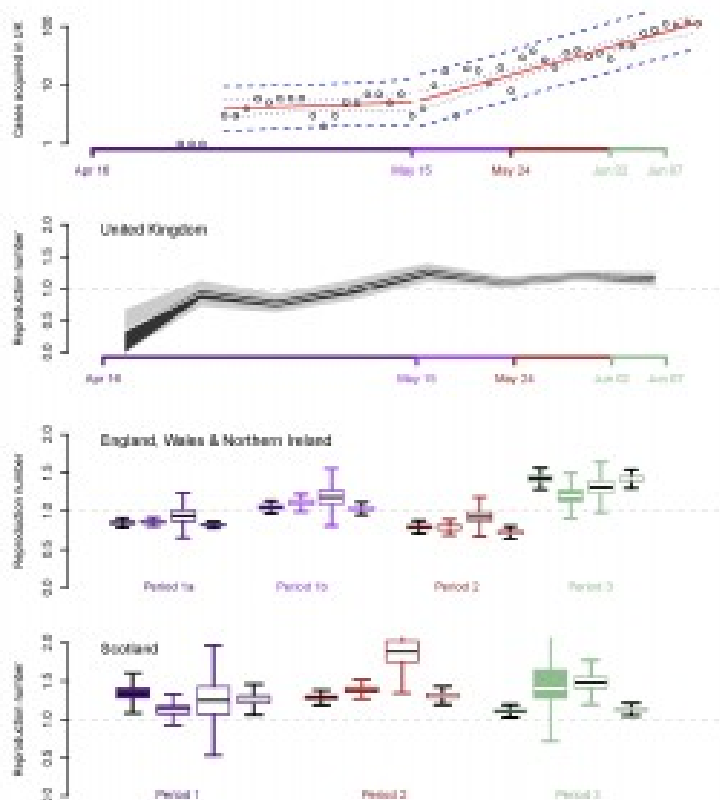 Cases acquired in UK
100
10
1
Apr 16 May 15 May 24 Jun 02 Jun 07
United Kingdom
Reproduction number
2.0
1.5
1.0
0.5
0.0
Apr 16 May 15 May 24 Jun 02 Jun 07
England, Wales & Northern Ireland
Reproduction number
2.0
1.5
1.0
0.5
0.0
Period 1a Period 1b Period 2 Period 3
Scotland
Reproduction number
2.0
1.5
1.0
0.5
Period 1 Period 2 Period 3